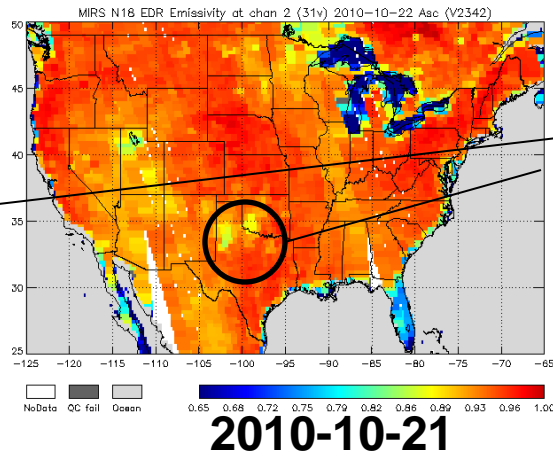 MIRS N18 EDR Emissivity at chan 2 (31v) 2010-10-22 Asc (V2342)
50
45
40
35
30
25
-125 -120 -115 -110 -105 -100 -95 -90 -85 -80 -75 -70 -65
NoData QC fail Ocean
0.65 0.68 0.72 0.75 0.79 0.82 0.86 0.89 0.93 0.96 1.00
2010-10-21